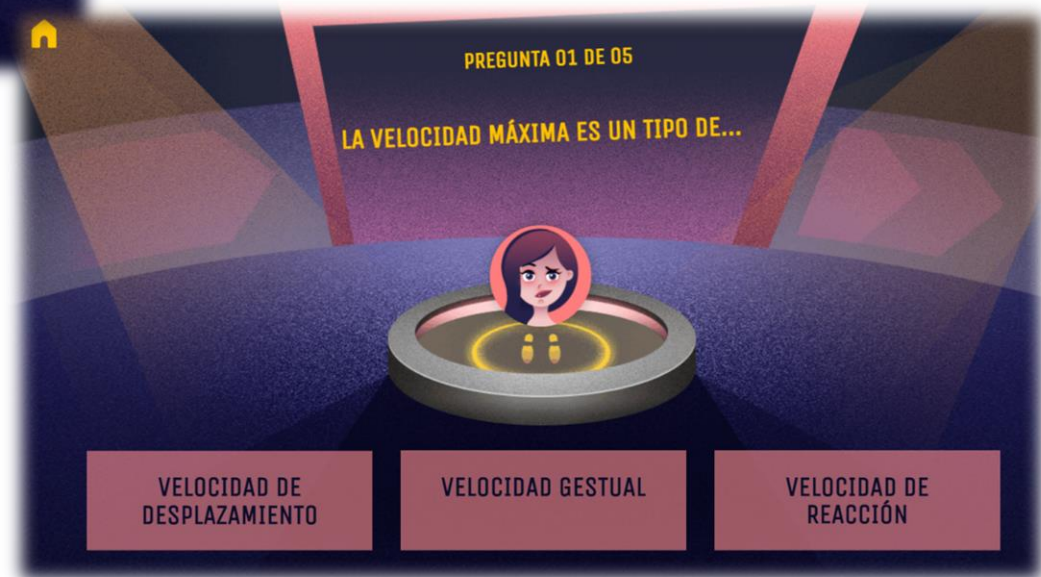 PREGUNTA 01 DE 05
LA VELOCIDAD MÁXIMA ES UN TIPO DE...
VELOCIDAD DE
DESPLAZAMIENTO
VELOCIDAD GESTUAL
VELOCIDAD DE
REACCIÓN